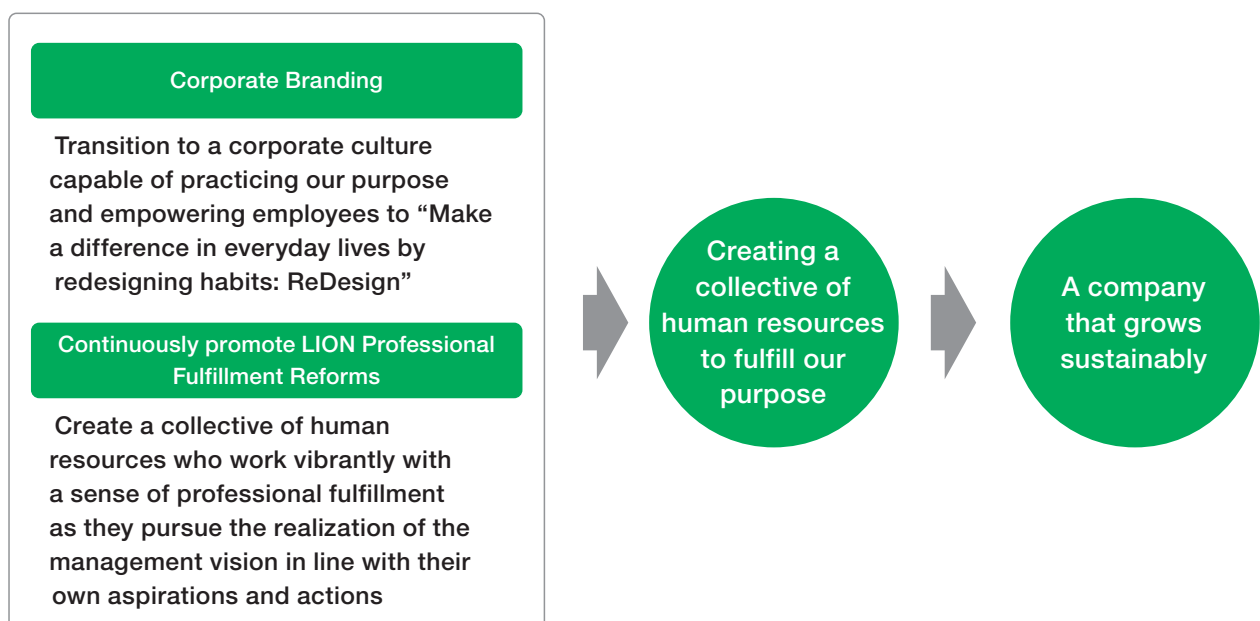 Corporate Branding
Transition to a corporate culture
capable of practicing our purpose
and empowering employees to “Make
a difference in everyday lives by
redesigning habits: ReDesign”
Continuously promote LION Professional
Fulfillment Reforms
Create a collective of human
resources who work vibrantly with
a sense of professional fulfillment
as they pursue the realization of the
management vision in line with their
own aspirations and actions
Creating a
collective of
human resources
to fulfill our
purpose
A company
that grows
sustainably